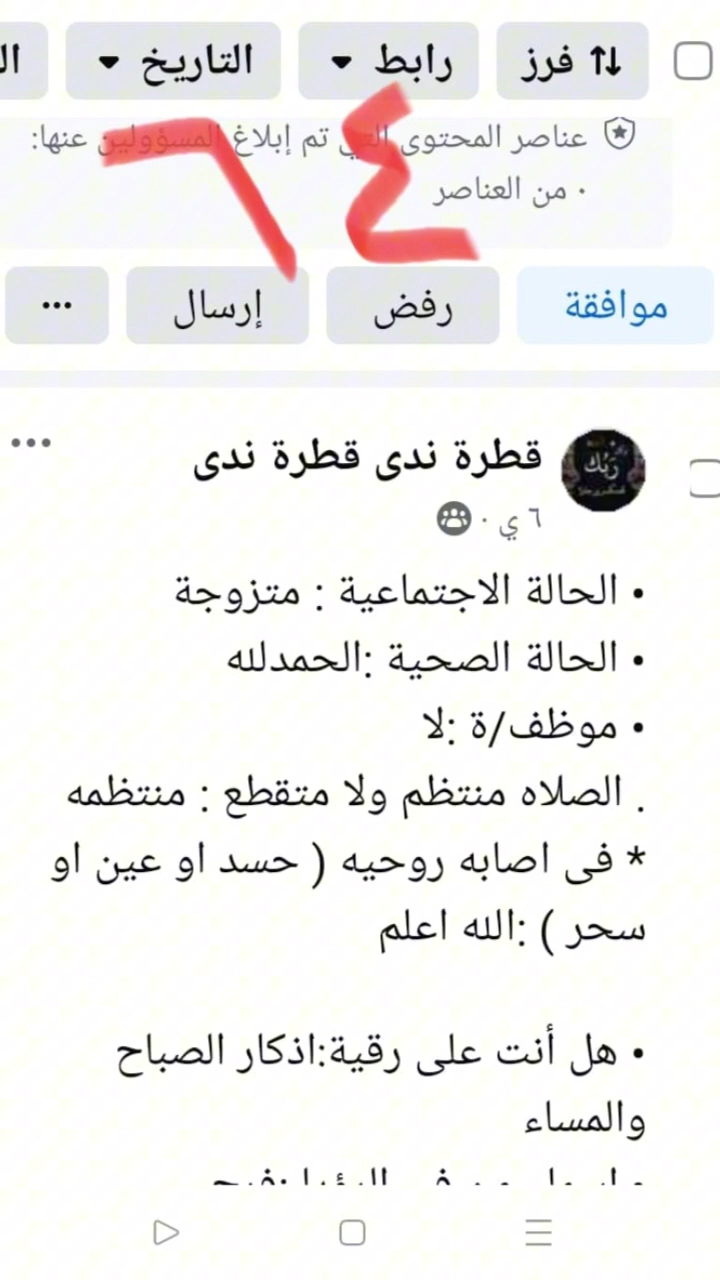 فرز
رابط
التاريخ
عناصر المحتوى التي تم إبلاغ المسؤولين عنها:
· من العناصر
٦٤
موافقة
رفض
إرسال
قطرة ندى قطرة ندى
٦ ي ·
• الحالة الاجتماعية : متزوجة
• الحالة الصحية :الحمدلله
• موظف/ة :لا
. الصلاه منتظم ولا متقطع : منتظمه
* فى اصابه روحيه ( حسد او عين او
سحر ) :الله اعلم
• هل أنت على رقية:اذكار الصباح
والمساء